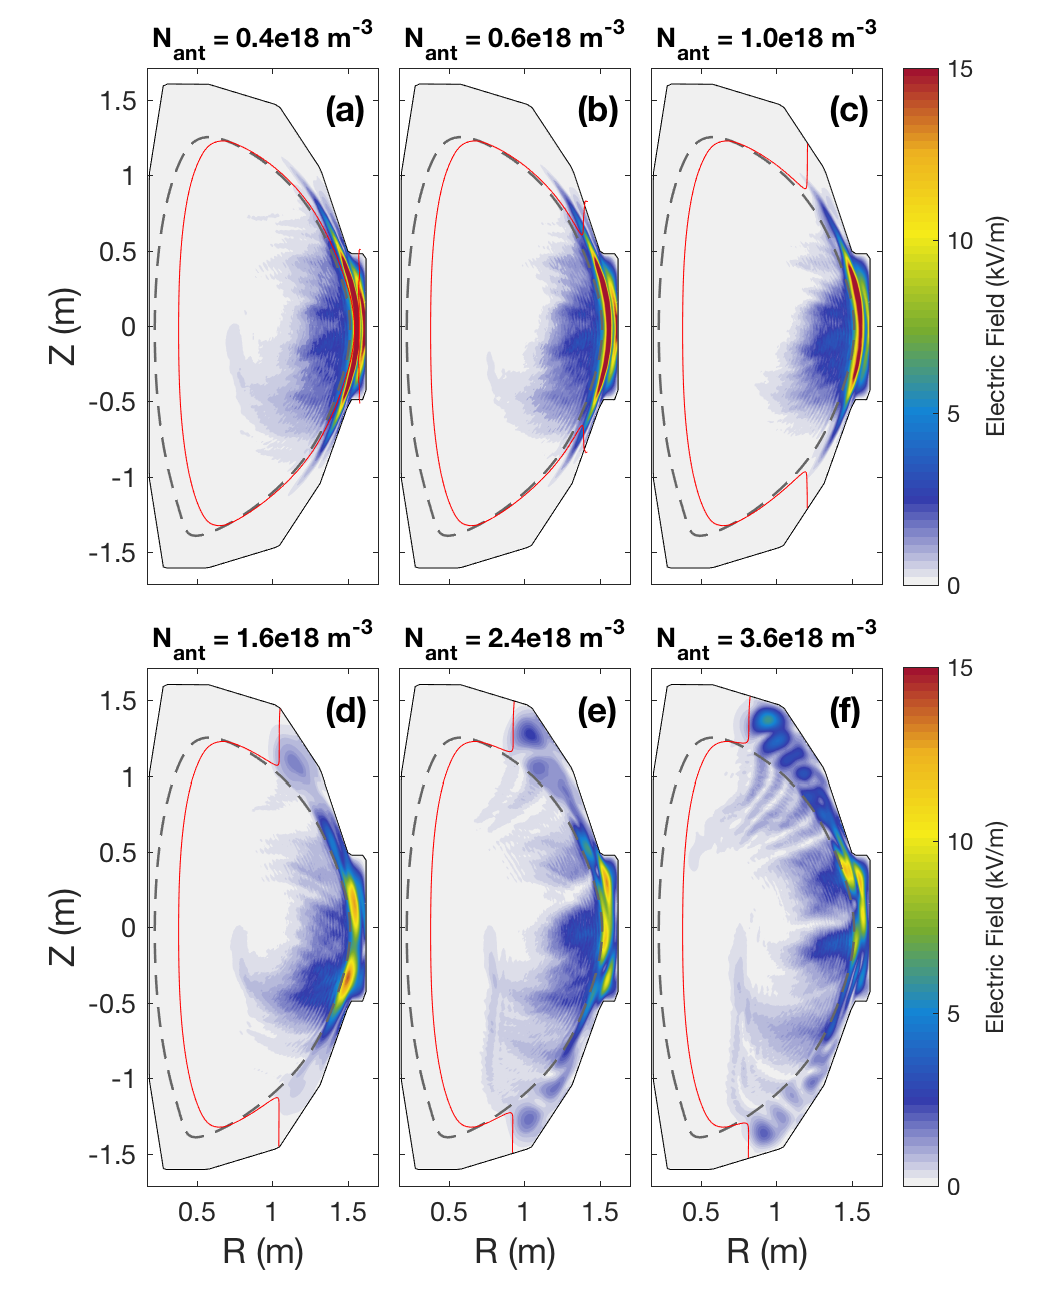 N_ant = 0.4e18 m^-3
N_ant = 0.6e18 m^-3
N_ant = 1.0e18 m^-3
(a)
(b)
(c)
1.5
1
0.5
0
-0.5
-1
-1.5
Z (m)
15
10
5
0
Electric Field (kV/m)
N_ant = 1.6e18 m^-3
N_ant = 2.4e18 m^-3
N_ant = 3.6e18 m^-3
(d)
(e)
(f)
1.5
1
0.5
0
-0.5
-1
-1.5
Z (m)
15
10
5
0
Electric Field (kV/m)
0.5 1 1.5
0.5 1 1.5
0.5 1 1.5
R (m)
R (m)
R (m)